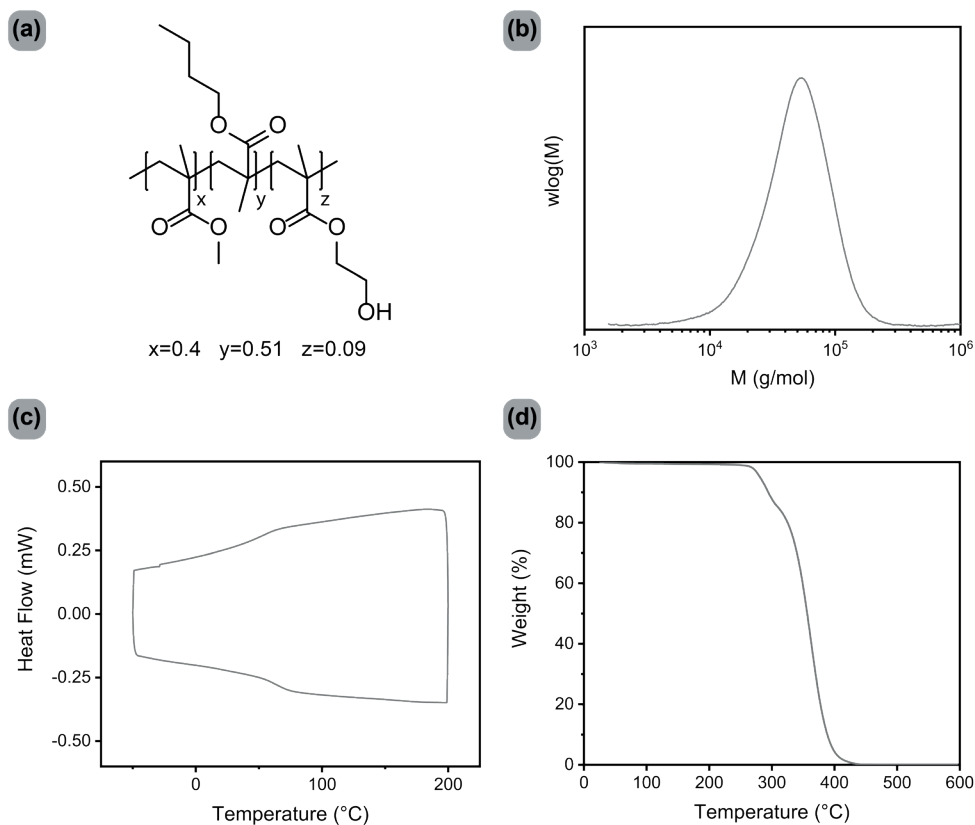 (a)
O
O
x
y
z
O
O
O
O
OH
x=0.4 y=0.51 z=0.09
(b)
wlog(M)
10³ 10⁴ 10⁵ 10⁶
M (g/mol)
(c)
0.50
0.25
0.00
-0.25
-0.50
Heat Flow (mW)
0 100 200
Temperature (°C)
(d)
100
80
60
40
20
0
Weight (%)
0 100 200 300 400 500 600
Temperature (°C)